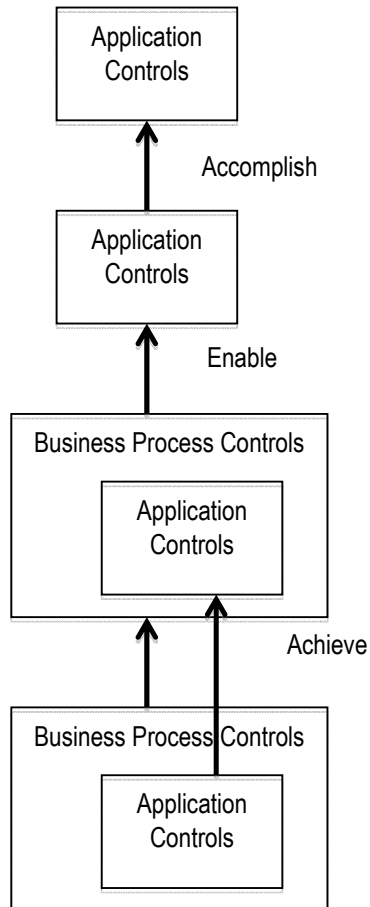 Application
Controls
Accomplish
Application
Controls
Enable
Business Process Controls
Application
Controls
Achieve
Business Process Controls
Application
Controls